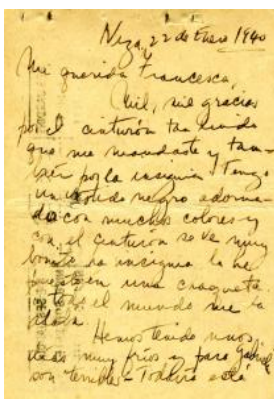 Niza, 22 de Enero 1940
Mi querida Francesca,
Mil, mil gracias
por el cinturón tan lindo
que me mandaste y tam-
bién por la insignia. Tengo
un vestido negro adorna-
do con muchos colores y
con el cinturón se ve muy
bonito. La insignia la he
puesto en una chaqueta
todo el mundo me la
Hemos tenido unos
días muy fríos y para Gabriel
son terribles - Todavía está